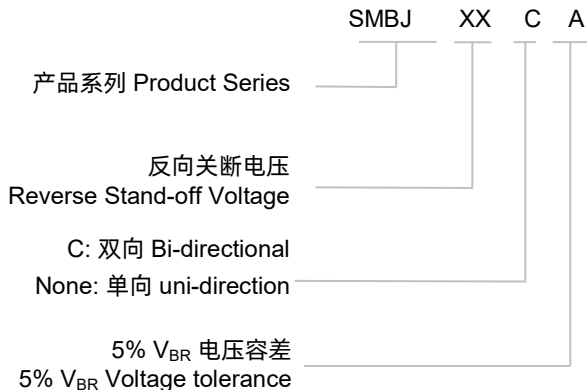 SMBJ XX C A
产品系列 Product Series
反向关断电压
Reverse Stand-off Voltage
C: 双向 Bi-directional
None: 单向 uni-direction
5% VBR 电压容差
5% VBR Voltage tolerance